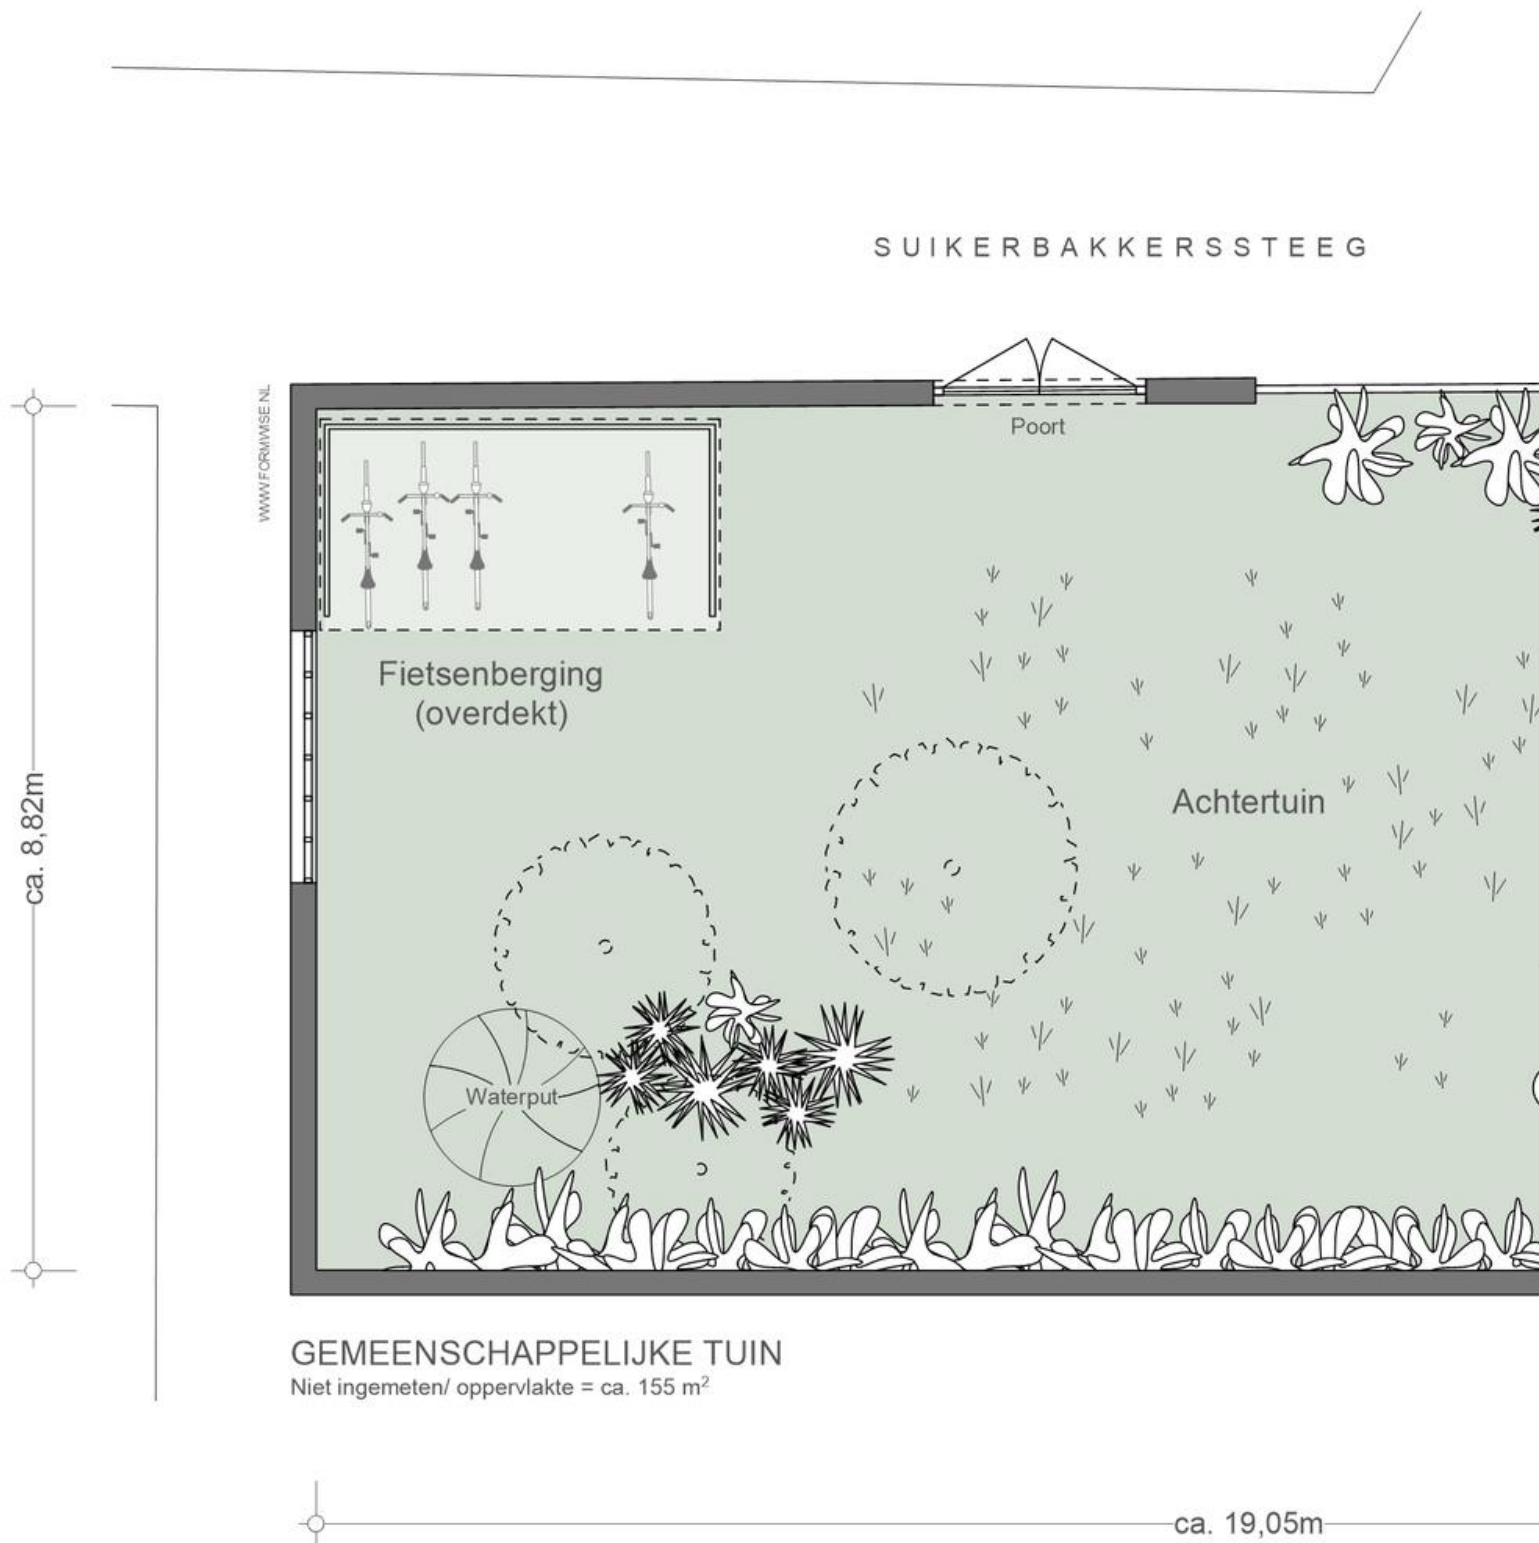 SUIKERBAKKERSSTEEG
WWW.FORMWISE.NL
Poort
Fietsenberging
(overdekt)
Achtertuin
ca. 8,82m
Waterput
GEMEENSCHAPPELIJKE TUIN
Niet ingemeten/ oppervlakte = ca. 155 m²
ca. 19,05m